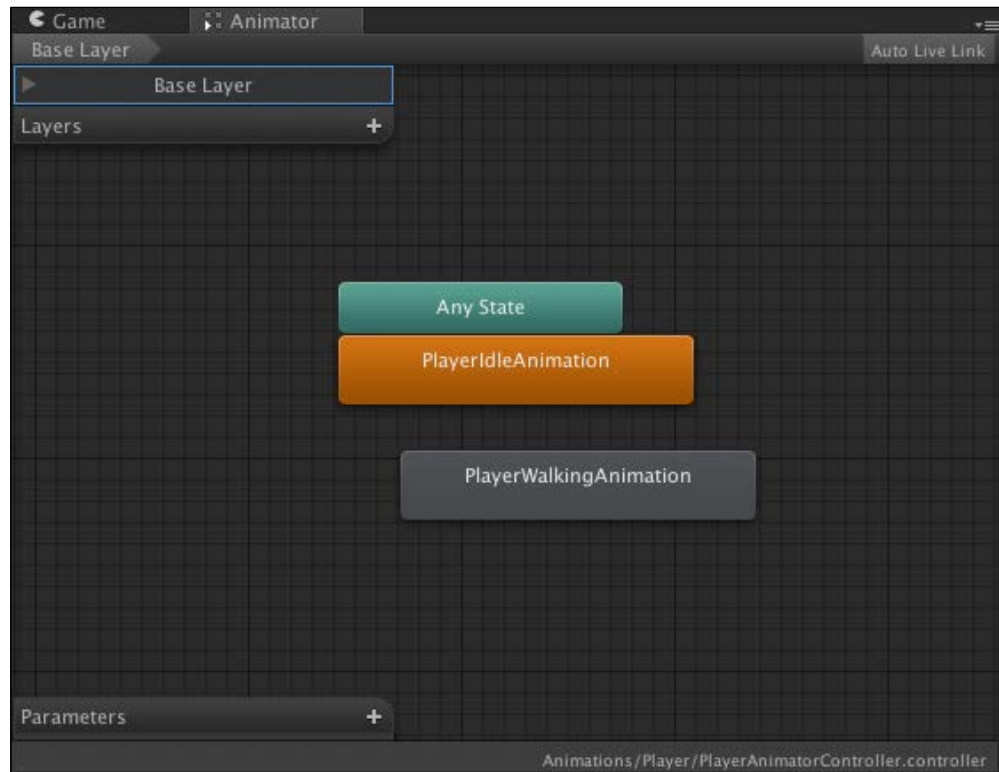 Game
Animator
Base Layer
Auto Live Link
Base Layer
Layers +
Any State
PlayerIdleAnimation
PlayerWalkingAnimation
Parameters +
Animations/Player/PlayerAnimatorController.controller